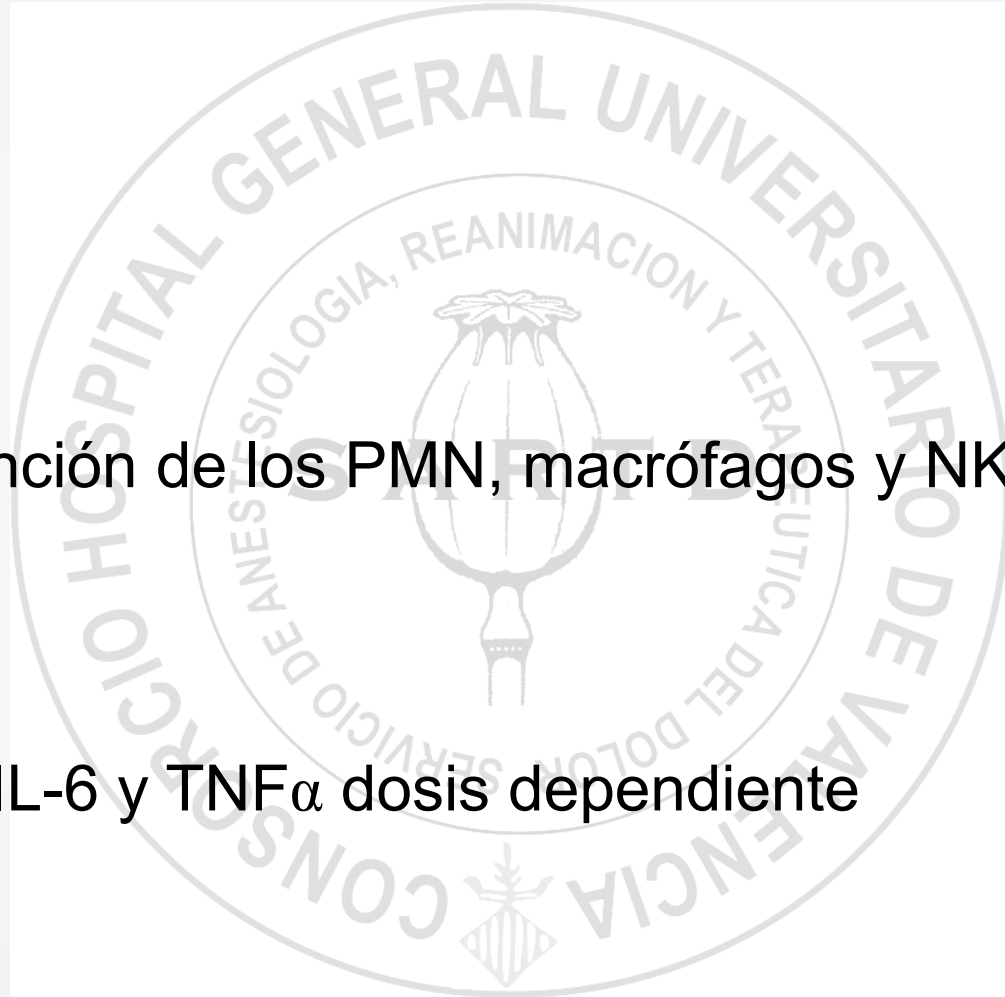 CONSORCIO HOSPITAL GENERAL UNIVERSITARIO DE VALENCIA
SERVICIO DE ANESTESIOLOGIA, REANIMACION Y TERAPEUTICA DEL DOLOR
SARTD
nción de los PMN, macrófagos y NK
IL-6 y TNFα dosis dependiente